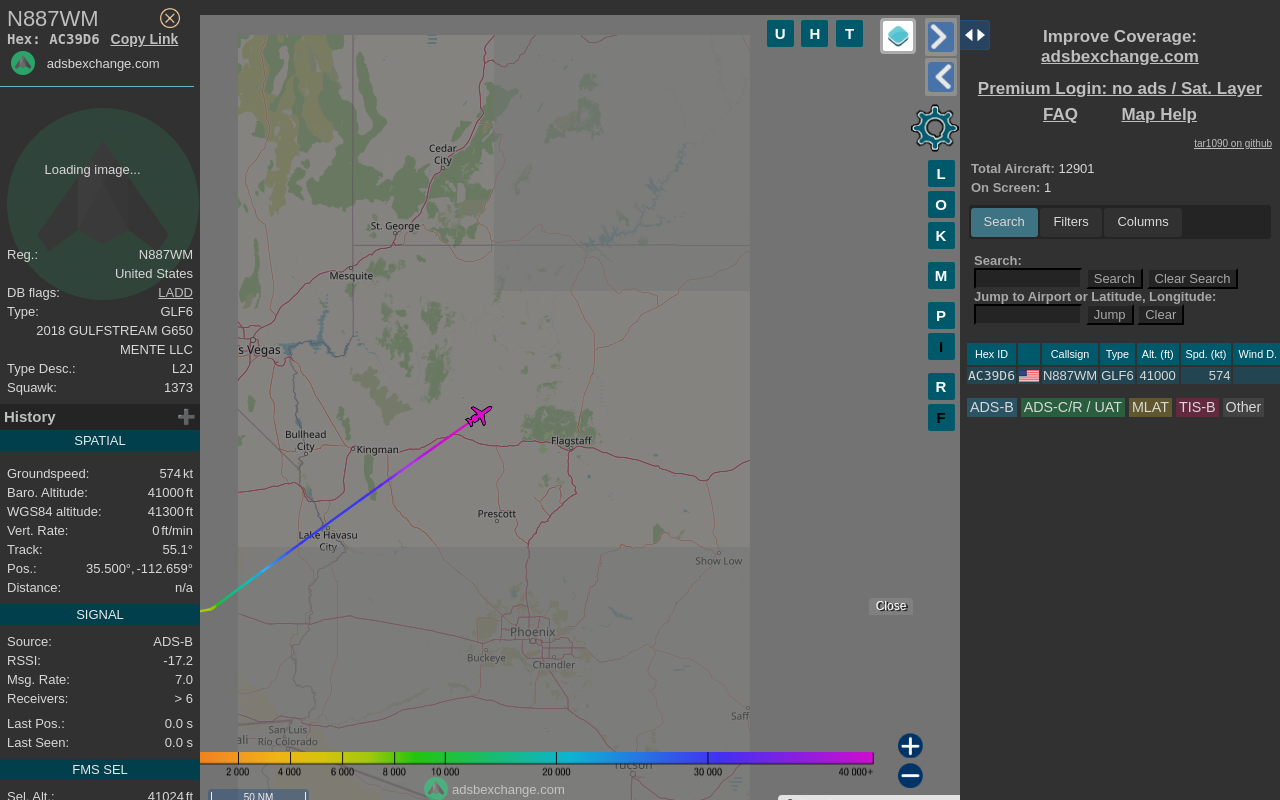 N887WM
Hex: AC39D6 Copy Link
adsbexchange.com
Loading image...
Reg.: N887WM
United States
DB flags: LADD
Type: GLF6
2018 GULFSTREAM G650
MENTE LLC
Type Desc.: L2J
Squawk: 1373
History
SPATIAL
Groundspeed: 574 kt
Baro. Altitude: 41000 ft
WGS84 altitude: 41300 ft
Vert. Rate: 0 ft/min
Track: 55.1°
Pos.: 35.500°, -112.659°
Distance: n/a
SIGNAL
Source: ADS-B
RSSI: -17.2
Msg. Rate: 7.0
Receivers: > 6
Last Pos.: 0.0 s
Last Seen: 0.0 s
FMS SEL
Sel. Alt.: 41024 ft
U H T
L
O
K
M
P
I
R
F
Cedar
City
St. George
Mesquite
s Vegas
Bullhead
City
Kingman
Flagstaff
Prescott
Lake Havasu
City
Show Low
Phoenix
Buckeye
Chandler
Saff
San Luis
Río Colorado
ali
Tucson
Close
2 000 4 000 6 000 8 000 10 000 20 000 30 000 40 000+
adsbexchange.com
50 NM
Improve Coverage:
adsbexchange.com
Premium Login: no ads / Sat. Layer
FAQ Map Help
tar1090 on github
Total Aircraft: 12901
On Screen: 1
Search Filters Columns
Search:
Search Clear Search
Jump to Airport or Latitude, Longitude:
Jump Clear
Hex ID Callsign Type Alt. (ft) Spd. (kt) Wind D.
AC39D6 N887WM GLF6 41000 574
ADS-B ADS-C/R / UAT MLAT TIS-B Other